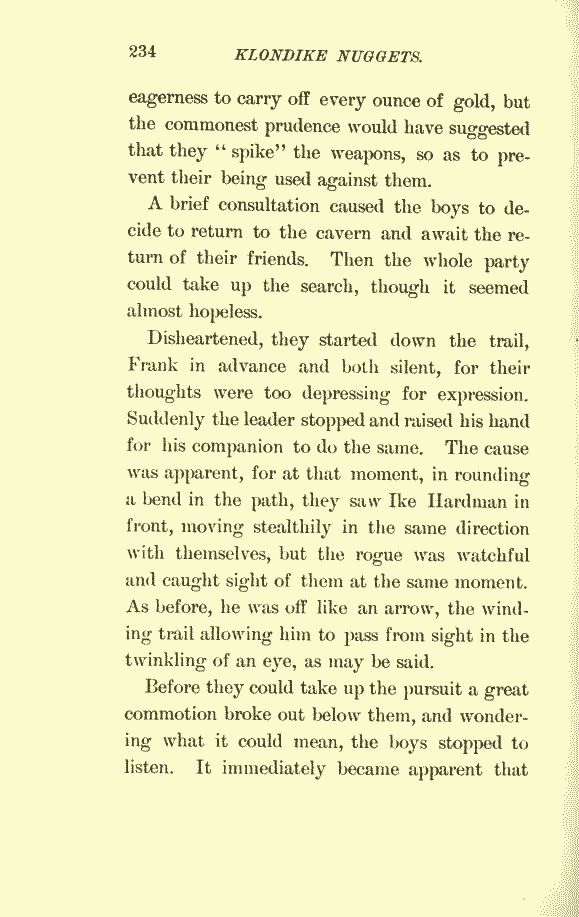 234 KLONDIKE NUGGETS.
eagerness to carry off every ounce of gold, but
the commonest prudence would have suggested
that they “ spike” the weapons, so as to pre-
vent their being used against them.
A brief consultation caused the boys to de-
cide to return to the cavern and await the re-
turn of their friends. Then the whole party
could take up the search, though it seemed
almost hopeless.
Disheartened, they started down the trail,
Frank in advance and both silent, for their
thoughts were too depressing for expression.
Suddenly the leader stopped and raised his hand
for his companion to do the same. The cause
was apparent, for at that moment, in rounding
a bend in the path, they saw Ike Hardman in
front, moving stealthily in the same direction
with themselves, but the rogue was watchful
and caught sight of them at the same moment.
As before, he was off like an arrow, the wind-
ing trail allowing him to pass from sight in the
twinkling of an eye, as may be said.
Before they could take up the pursuit a great
commotion broke out below them, and wonder-
ing what it could mean, the boys stopped to
listen. It immediately became apparent that